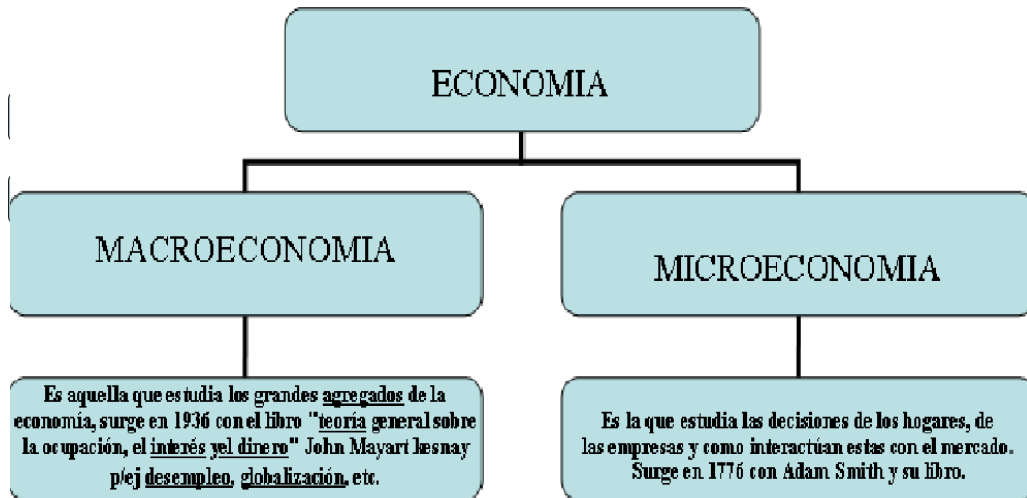 ECONOMIA
MACROECONOMIA
MICROECONOMIA
Es aquella que estudia los grandes agregados de la
economía, surge en 1936 con el libro "teoría general sobre
la ocupación, el interés yel dinero" John Mayart kesnay
p/ej desempleo, globalización, etc.
Es la que estudia las decisiones de los hogares, de
las empresas y como interactúan estas con el mercado.
Surge en 1776 con Adam Smith y su libro.